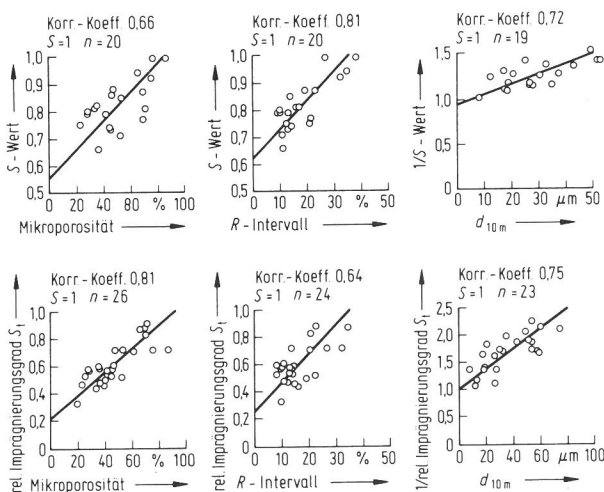 Korr.-Koeff. 0,66
S=1 n=20
S-Wert
1,0
0,9
0,8
0,7
0,6
0,5
0 20 40 60 80 % 100
Mikroporosität
Korr.-Koeff. 0,81
S=1 n=20
S-Wert
1,0
0,9
0,8
0,7
0,6
0,5
0 10 20 30 40 % 50
R-Intervall
Korr.-Koeff. 0,72
S=1 n=19
1/S-Wert
1,5
1,0
0,5
0
0 10 20 30 µm 50
d10m
Korr.-Koeff. 0,81
S=1 n=26
rel. Imprägnierungsgrad St
1,0
0,8
0,6
0,4
0,2
0
0 20 40 60 % 100
Mikroporosität
Korr.-Koeff. 0,64
S=1 n=24
rel. Imprägnierungsgrad St
1,0
0,8
0,6
0,4
0,2
0
0 10 20 30 % 50
R-Intervall
Korr.-Koeff. 0,75
S=1 n=23
1/rel. Imprägnierungsgrad St
2,5
2,0
1,5
1,0
0,5
0
0 20 40 60 µm 100
d10m